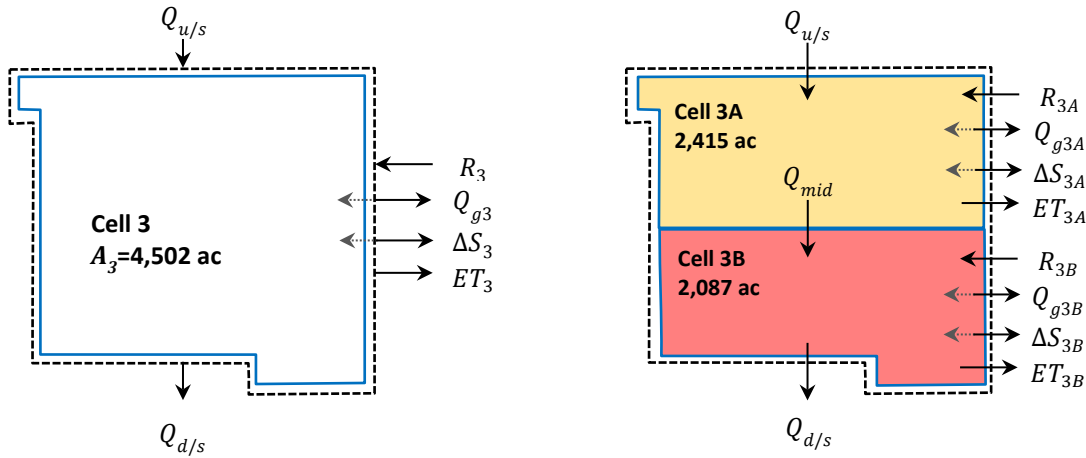 Q_{u/s}
Cell 3
A_3=4,502 ac
R_3
Q_{g3}
ΔS_3
ET_3
Q_{d/s}
Q_{u/s}
Cell 3A
2,415 ac
R_{3A}
Q_{g3A}
ΔS_{3A}
ET_{3A}
Q_{mid}
Cell 3B
2,087 ac
R_{3B}
Q_{g3B}
ΔS_{3B}
ET_{3B}
Q_{d/s}